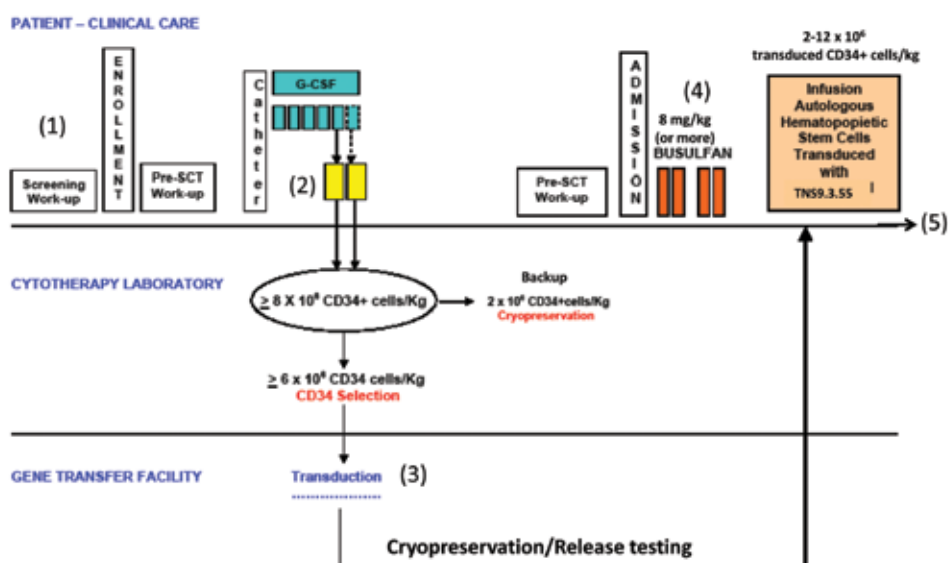 PATIENT – CLINICAL CARE
2-12 x 10⁶
transduced CD34+ cells/kg
ENROLLMENT
Catheter
G-CSF
ADMISSION
(4)
8 mg/kg
(or more)
BUSULFAN
Infusion
Autologous
Hematopoietic
Stem Cells
Transduced
with
TNS9.3.55 I
(1)
Screening
Work-up
Pre-SCT
Work-up
(2)
Pre-SCT
Work-up
(5)
CYTOTHERAPY LABORATORY
≥ 8 X 10⁶ CD34+ cells/Kg
Backup
2 x 10⁶ CD34+cells/Kg
Cryopreservation
≥ 6 x 10⁶ CD34 cells/Kg
CD34 Selection
GENE TRANSFER FACILITY
Transduction
(3)
Cryopreservation/Release testing